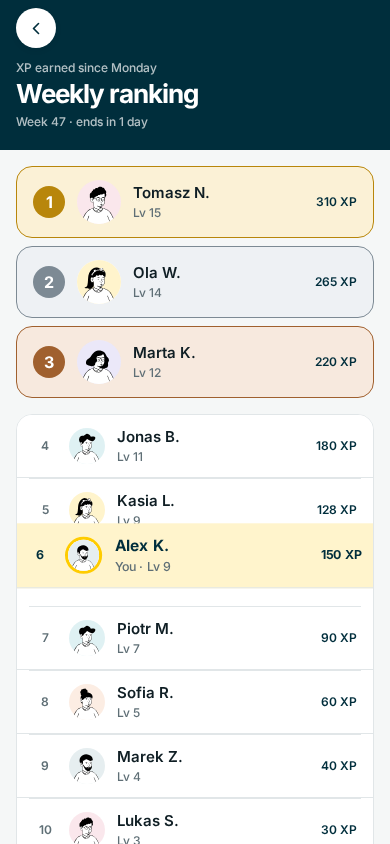 XP earned since Monday
Weekly ranking
Week 47 · ends in 1 day
1
Tomasz N.
Lv 15
310 XP
2
Ola W.
Lv 14
265 XP
3
Marta K.
Lv 12
220 XP
4
Jonas B.
Lv 11
180 XP
5
Kasia L.
Lv 9
128 XP
6
Alex K.
You · Lv 9
150 XP
7
Piotr M.
Lv 7
90 XP
8
Sofia R.
Lv 5
60 XP
9
Marek Z.
Lv 4
40 XP
10
Lukas S.
Lv 3
30 XP